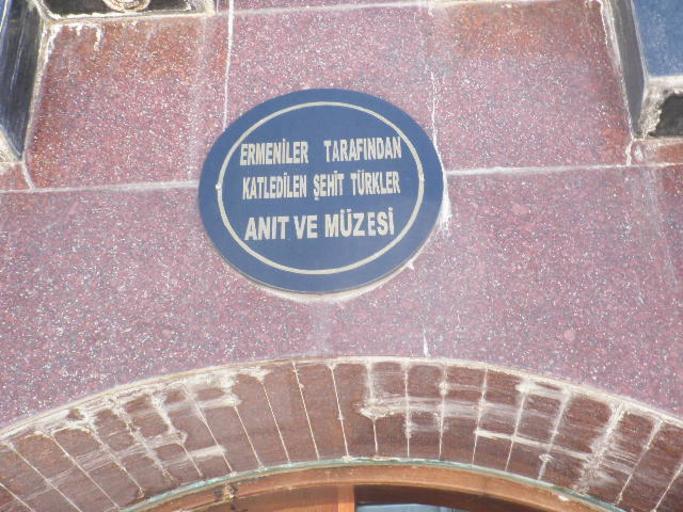 ERMENİLER TARAFINDAN
KATLEDİLEN ŞEHİT TÜRKLER
ANIT VE MÜZESİ